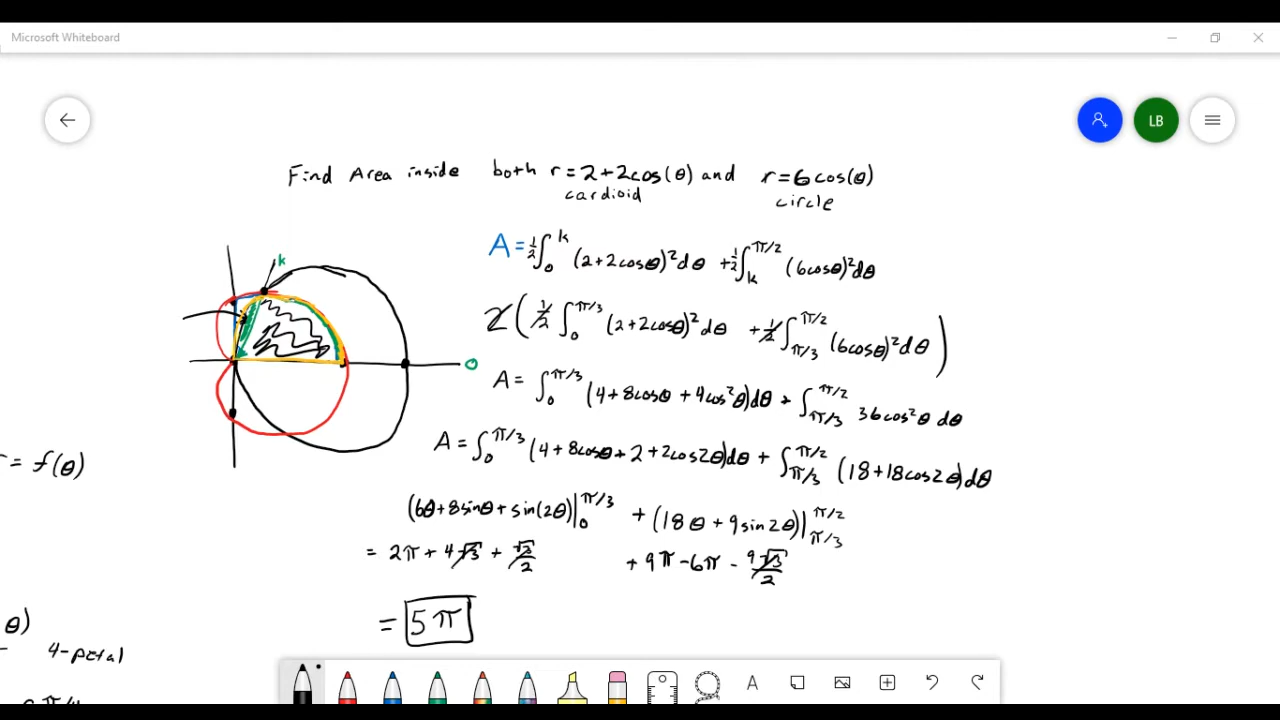 Microsoft Whiteboard
LB
Find Area inside both r=2+2cos(θ) and r=6cos(θ)
cardioid circle
k
A=½∫₀ᵏ(2+2cosθ)²dθ +½∫ₖ^(π/2)(6cosθ)²dθ
2(½∫₀^(π/3)(2+2cosθ)²dθ +½∫_(π/3)^(π/2)(6cosθ)²dθ)
0
A=∫₀^(π/3)(4+8cosθ+4cos²θ)dθ+∫_(π/3)^(π/2)36cos²θ dθ
A=∫₀^(π/3)(4+8cosθ+2+2cos2θ)dθ+∫_(π/3)^(π/2)(18+18cos2θ)dθ
r=f(θ)
(6θ+8sinθ+sin(2θ)|₀^(π/3) +(18θ+9sin2θ)|_(π/3)^(π/2)
=2π+4√3+√3/2 +9π-6π-9√3/2
=5π
θ)
4-petal
A